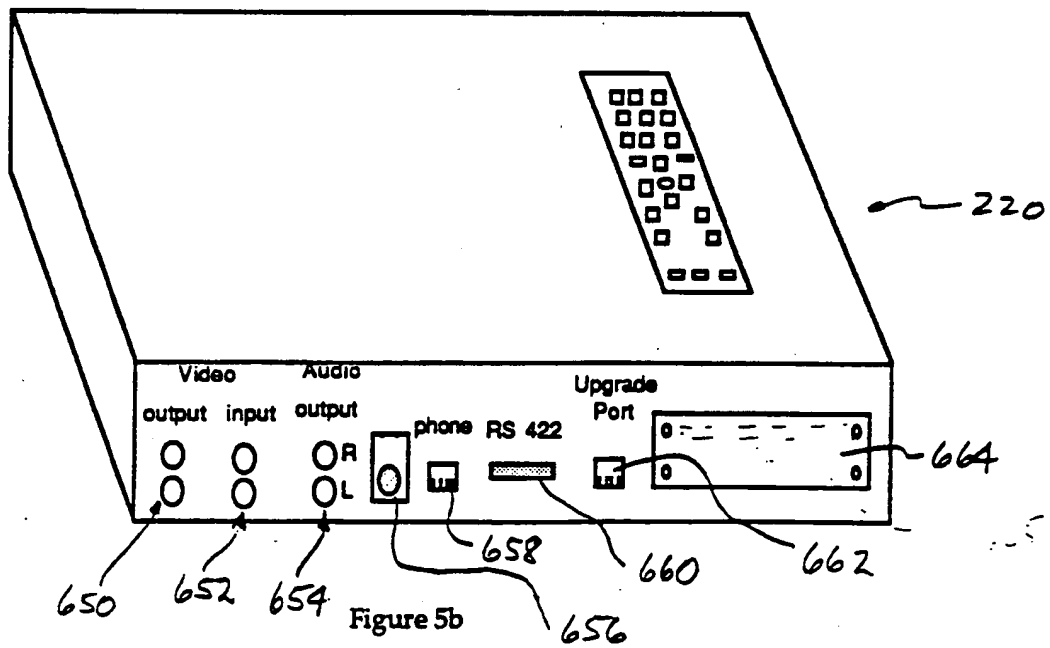 220
Video Audio
output input output
R
L
phone
RS 422
Upgrade
Port
664
650
652
654
658
660
662
656
Figure 5b